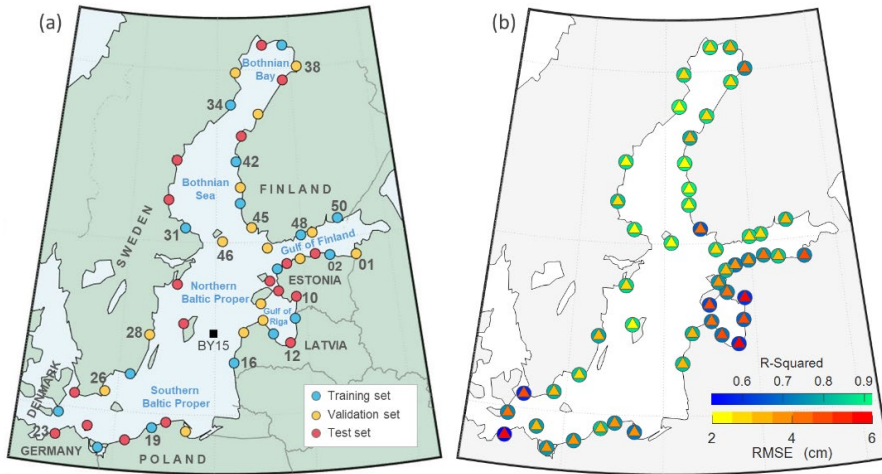 (a)
Bothnian
Bay
38
34
42
Bothnian
Sea
FINLAND
SWEDEN
50
45
48
31
46
Gulf of Finland
02
01
ESTONIA
Northern
Baltic Proper
10
Gulf of
Riga
28
BY15
12
LATVIA
16
DENMARK
26
Southern
Baltic Proper
23
19
GERMANY
POLAND
Training set
Validation set
Test set
(b)
R-Squared
0.6 0.7 0.8 0.9
2 4 6
RMSE (cm)